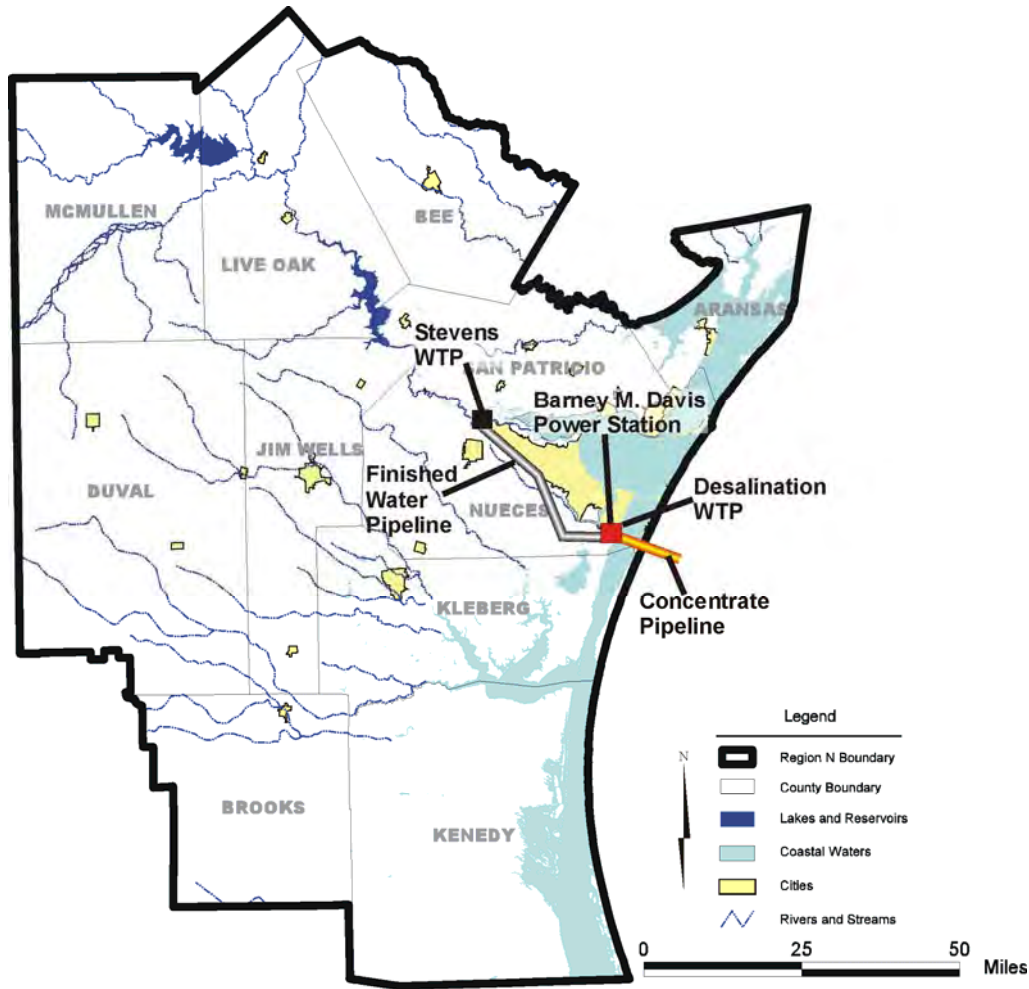 MCMULLEN
LIVE OAK
BEE
ARANSAS
Stevens
WTP
SAN PATRICIO
Barney M. Davis
Power Station
JIM WELLS
DUVAL
Finished
Water
Pipeline
NUECES
Desalination
WTP
Concentrate
Pipeline
KLEBERG
BROOKS
KENEDY
Legend
N
Region N Boundary
County Boundary
Lakes and Reservoirs
Coastal Waters
Cities
Rivers and Streams
0 25 50
Miles